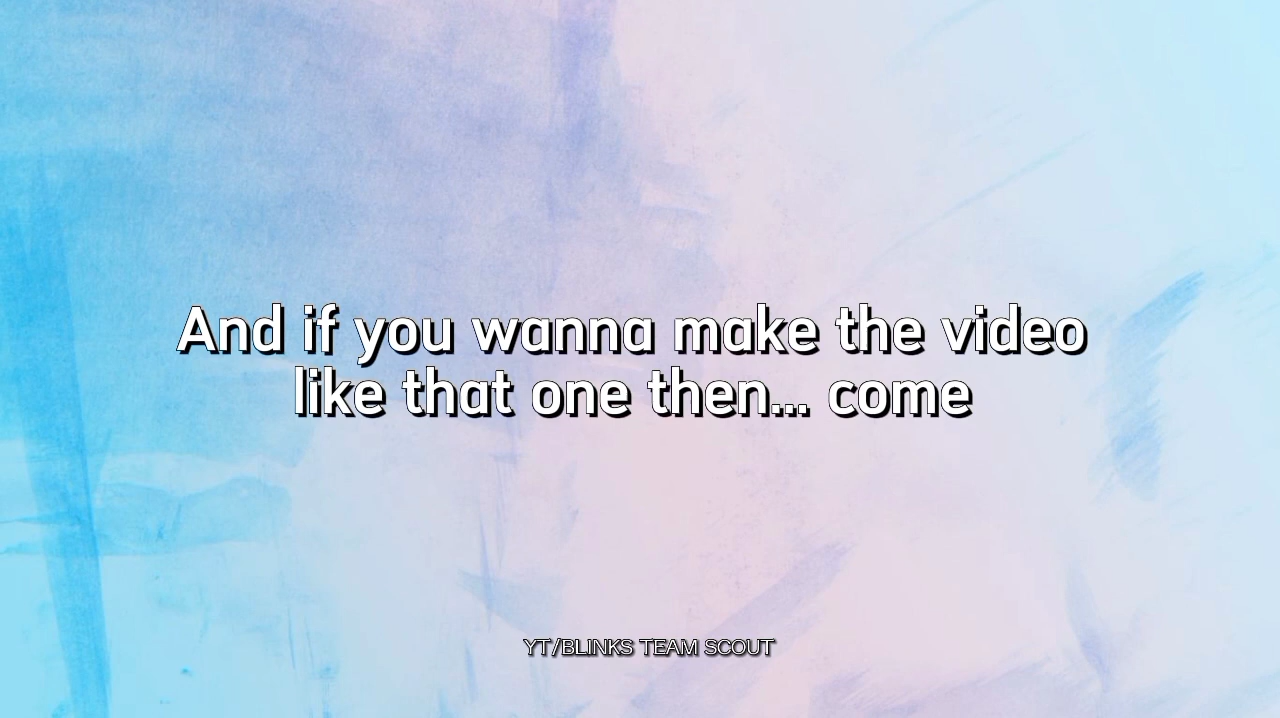 And if you wanna make the video
like that one then... come
YT/BLINKS TEAM SCOUT